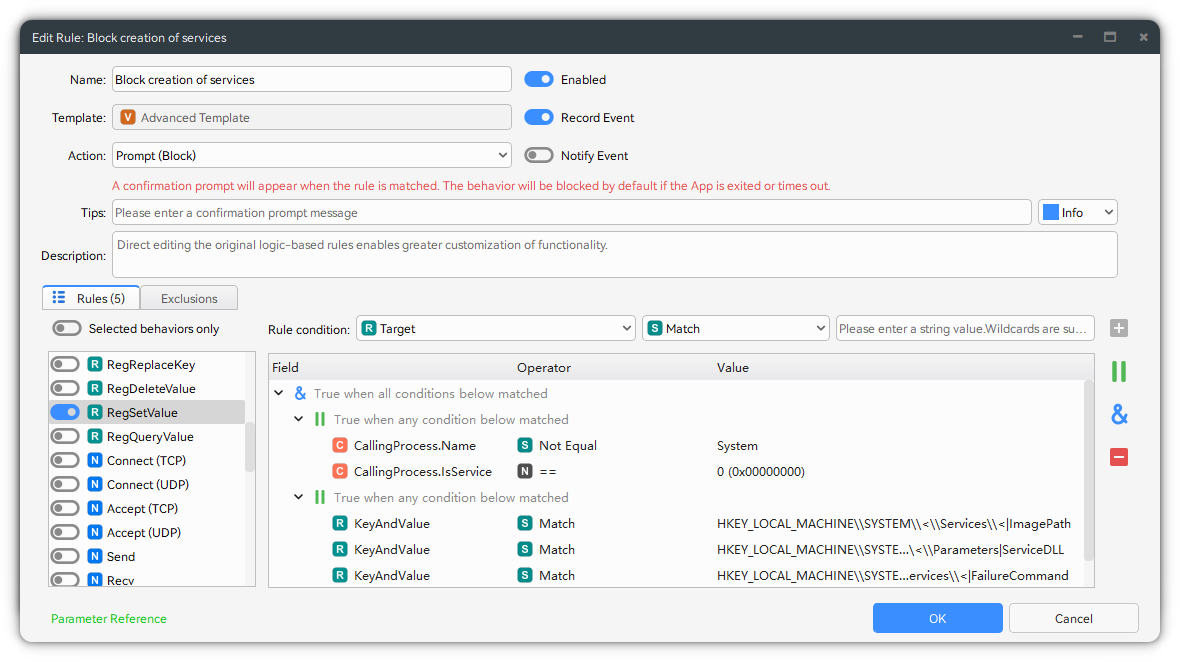 Edit Rule: Block creation of services
Name: Block creation of services Enabled
Template: V Advanced Template Record Event
Action: Prompt (Block) Notify Event
A confirmation prompt will appear when the rule is matched. The behavior will be blocked by default if the App is exited or times out.
Tips: Please enter a confirmation prompt message Info
Description: Direct editing the original logic-based rules enables greater customization of functionality.
Rules (5) Exclusions
Selected behaviors only
R RegReplaceKey
R RegDeleteValue
R RegSetValue
R RegQueryValue
N Connect (TCP)
N Connect (UDP)
N Accept (TCP)
N Accept (UDP)
N Send
N Recv
Rule condition: R Target S Match Please enter a string value.Wildcards are su...
Field Operator Value
& True when all conditions below matched
True when any condition below matched
C CallingProcess.Name S Not Equal System
C CallingProcess.IsService N == 0 (0x00000000)
True when any condition below matched
R KeyAndValue S Match HKEY_LOCAL_MACHINE\\SYSTEM\\<\\Services\\<|ImagePath
R KeyAndValue S Match HKEY_LOCAL_MACHINE\\SYSTE...\<\\Parameters|ServiceDLL
R KeyAndValue S Match HKEY_LOCAL_MACHINE\\SYSTE...ervices\\<|FailureCommand
&
Parameter Reference
OK Cancel